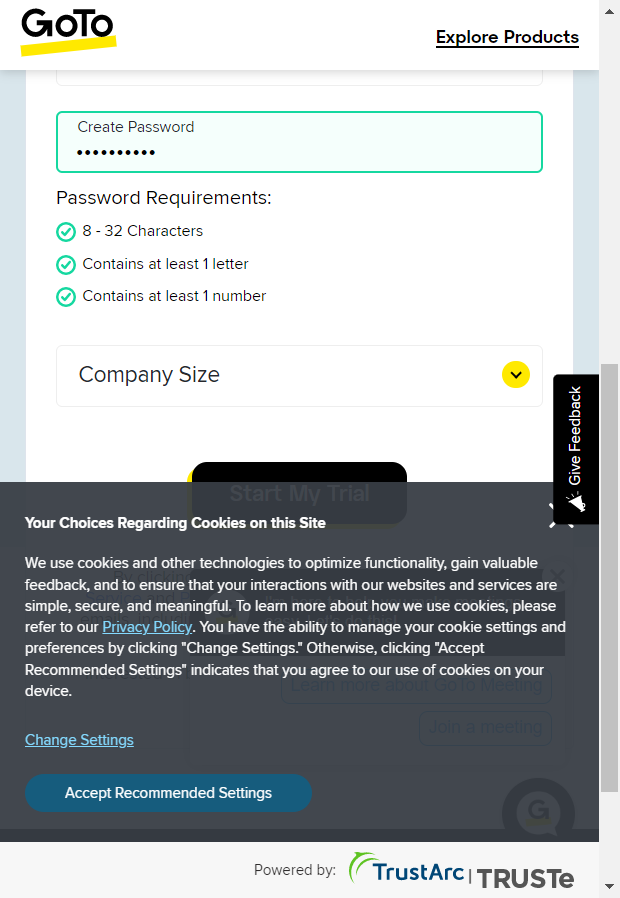 GoTo
Explore Products
Create Password
••••••••••
Password Requirements:
8 - 32 Characters
Contains at least 1 letter
Contains at least 1 number
Company Size
Give Feedback
Start My Trial
Your Choices Regarding Cookies on this Site
We use cookies and other technologies to optimize functionality, gain valuable
feedback, and to ensure that your interactions with our websites and services are
simple, secure, and meaningful. To learn more about how we use cookies, please
refer to our Privacy Policy. You have the ability to manage your cookie settings and
preferences by clicking "Change Settings." Otherwise, clicking "Accept
Recommended Settings" indicates that you agree to our use of cookies on your
device.
Learn more about GoTo Meeting
Join a meeting
Change Settings
Accept Recommended Settings
G
Powered by:
TrustArc | TRUSTe